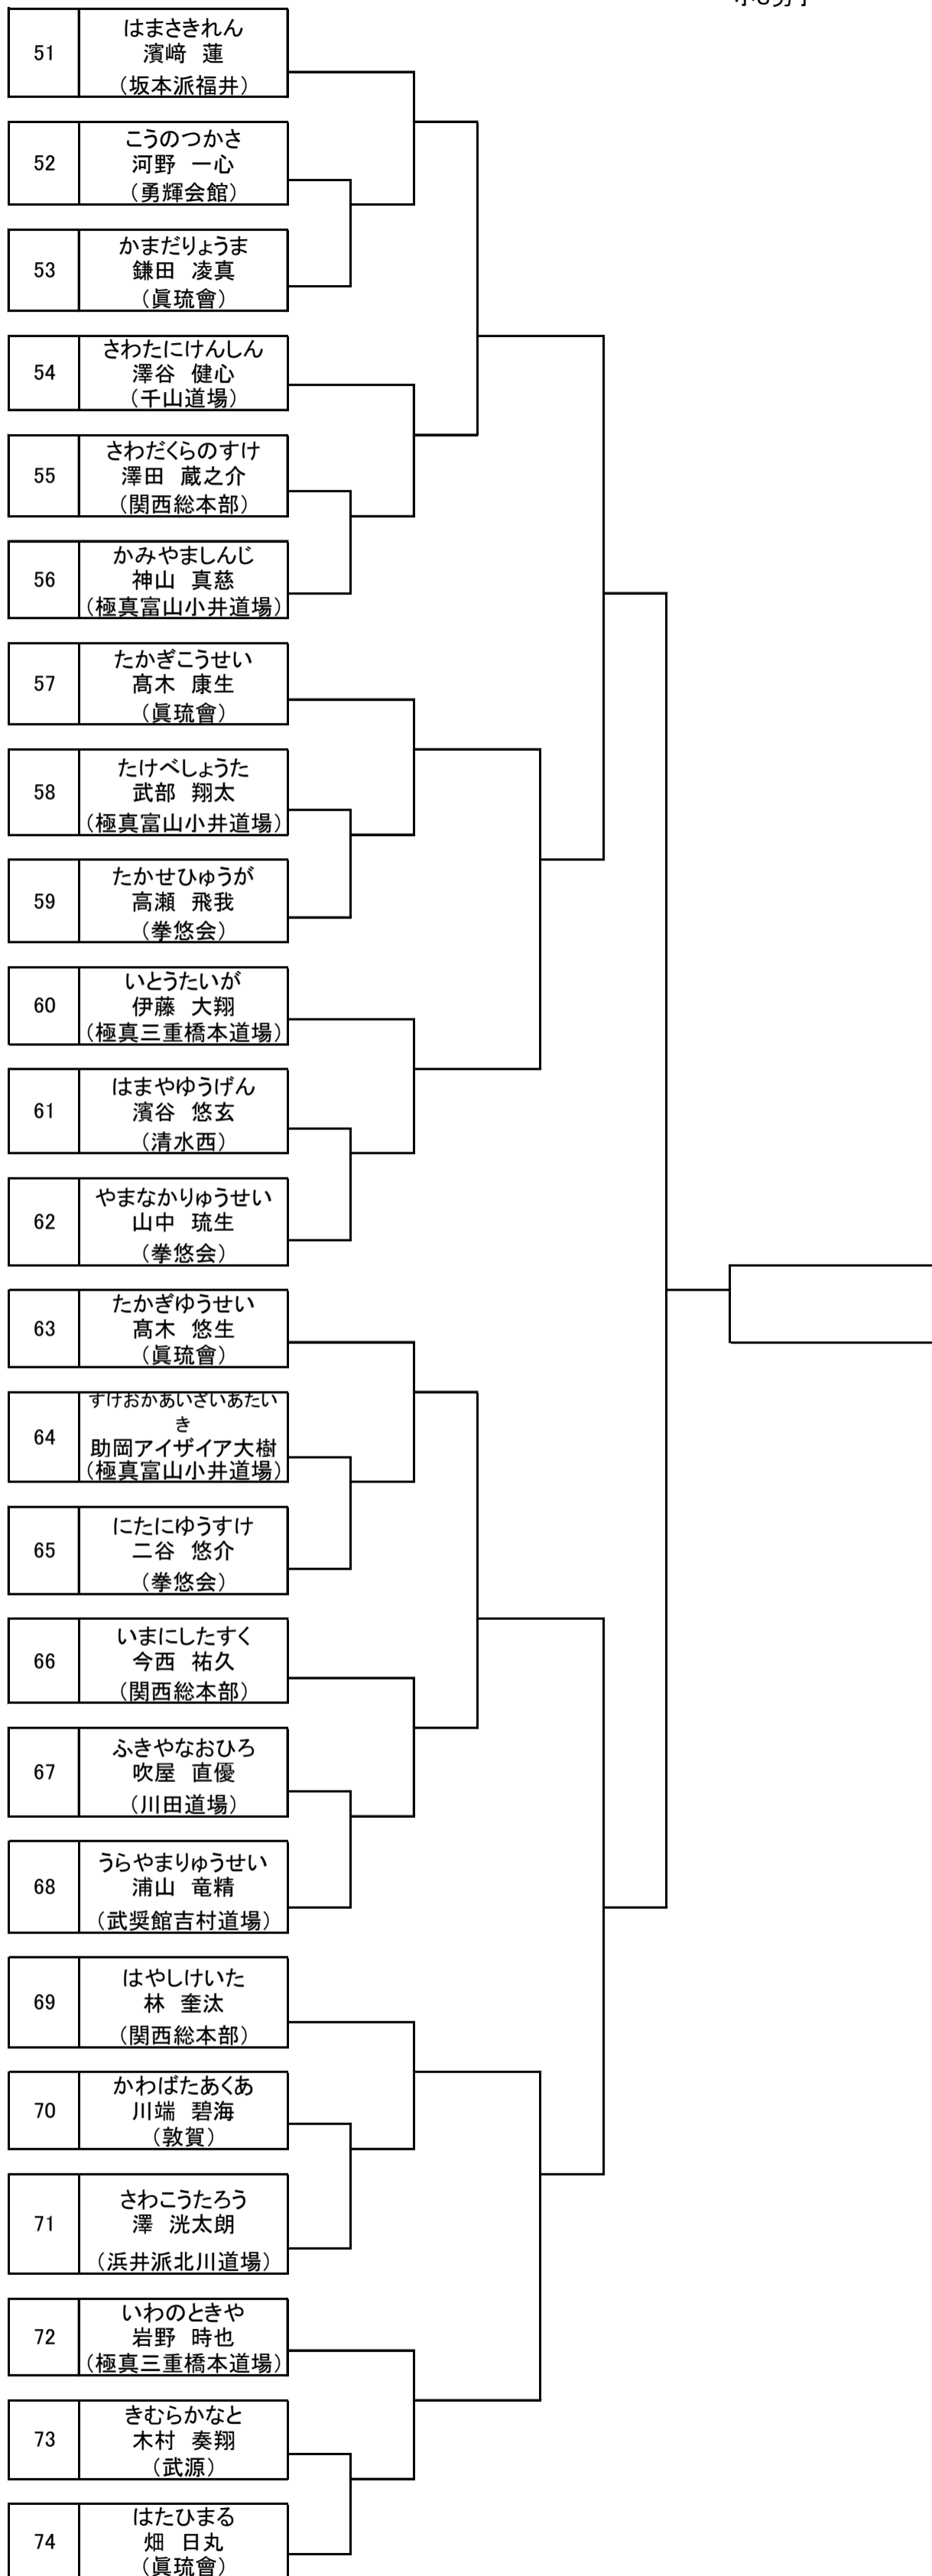 51
はまさきれん
濱﨑　蓮
（坂本派福井）
52
こうのつかさ
河野　一心
（勇輝会館）
53
かまだりょうま
鎌田　凌真
（眞琉會）
54
さわたにけんしん
澤谷　健心
（千山道場）
55
さわだくらのすけ
澤田　蔵之介
（関西総本部）
56
かみやましんじ
神山　真慈
（極真富山小井道場）
57
たかぎこうせい
髙木　康生
（眞琉會）
58
たけべしょうた
武部　翔太
（極真富山小井道場）
59
たかせひゅうが
高瀬　飛我
（拳悠会）
60
いとうたいが
伊藤　大翔
（極真三重橋本道場）
61
はまやゆうげん
濱谷　悠玄
（清水西）
62
やまなかりゅうせい
山中　琉生
（拳悠会）
63
たかぎゆうせい
髙木　悠生
（眞琉會）
64
すけおかあいざいあたい
き
助岡アイザイア大樹
（極真富山小井道場）
65
にたにゆうすけ
二谷　悠介
（拳悠会）
66
いまにしたすく
今西　祐久
（関西総本部）
67
ふきやなおひろ
吹屋　直優
（川田道場）
68
うらやまりゅうせい
浦山　竜精
（武奨館吉村道場）
69
はやしけいた
林　奎汰
（関西総本部）
70
かわばたあくあ
川端　碧海
（敦賀）
71
さわこうたろう
澤　洸太朗
（浜井派北川道場）
72
いわのときや
岩野　時也
（極真三重橋本道場）
73
きむらかなと
木村　奏翔
（武源）
74
はたひまる
畑　日丸
（眞琉會）